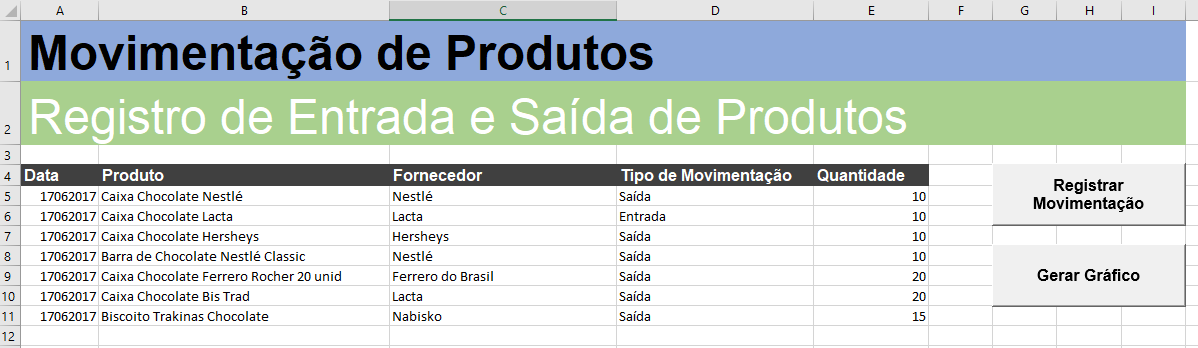 A B C D E F G H I
1 Movimentação de Produtos
2 Registro de Entrada e Saída de Produtos
3
4 Data Produto Fornecedor Tipo de Movimentação Quantidade
5 17062017 Caixa Chocolate Nestlé Nestlé Saída 10
6 17062017 Caixa Chocolate Lacta Lacta Entrada 10
7 17062017 Caixa Chocolate Hersheys Hersheys Saída 10
8 17062017 Barra de Chocolate Nestlé Classic Nestlé Saída 10
9 17062017 Caixa Chocolate Ferrero Rocher 20 unid Ferrero do Brasil Saída 20
10 17062017 Caixa Chocolate Bis Trad Lacta Saída 20
11 17062017 Biscoito Trakinas Chocolate Nabisko Saída 15
12
Registrar
Movimentação
Gerar Gráfico